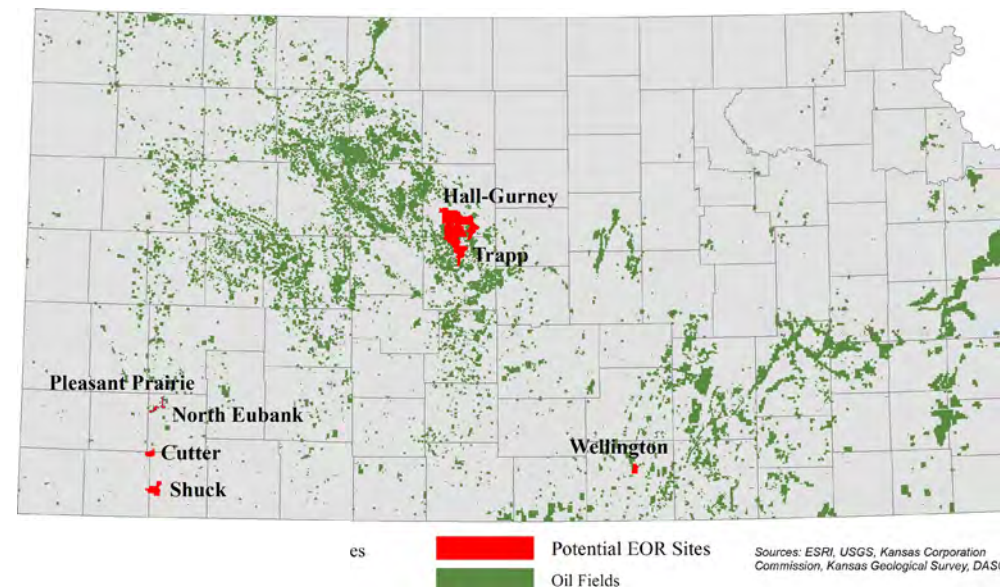 Hall-Gurney
Trapp
Pleasant Prairie
North Eubank
Cutter
Shuck
Wellington
es
Potential EOR Sites
Oil Fields
Sources: ESRI, USGS, Kansas Corporation
Commission, Kansas Geological Survey, DASC